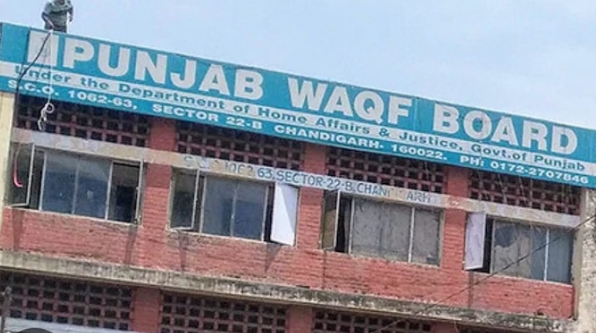 PUNJAB WAQF BOARD
Under the Department of Home Affairs & Justice, Govt. of Punjab
S.C.O. 1062-63, SECTOR 22-B CHANDIGARH- 160022. PH: 0172-2707846
S.C.O. 1062,63, SECTOR-22-B, CHANDIGARH